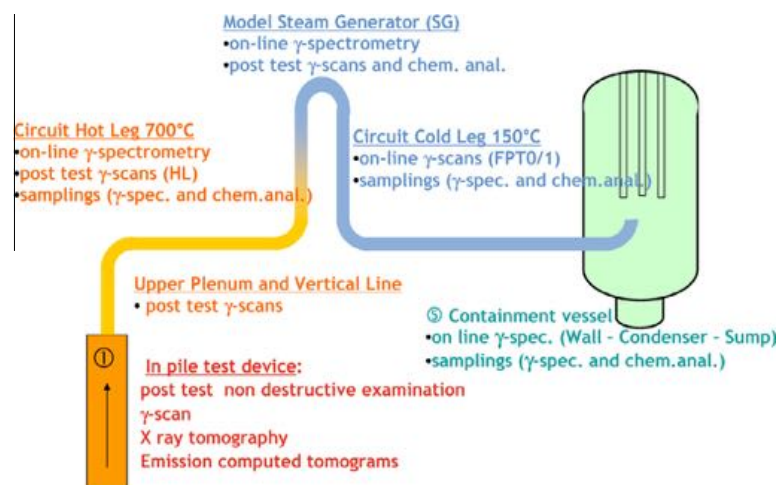 Model Steam Generator (SG)
•on-line γ-spectrometry
•post test γ-scans and chem. anal.
Circuit Hot Leg 700°C
•on-line γ-spectrometry
•post test γ-scans (HL)
•samplings (γ-spec. and chem.anal.)
Circuit Cold Leg 150°C
•on-line γ-scans (FPT0/1)
•samplings (γ-spec. and chem.anal.)
Upper Plenum and Vertical Line
• post test γ-scans
⑤ Containment vessel
•on line γ-spec. (Wall - Condenser - Sump)
•samplings (γ-spec. and chem.anal.)
①
In pile test device:
post test non destructive examination
γ-scan
X ray tomography
Emission computed tomograms